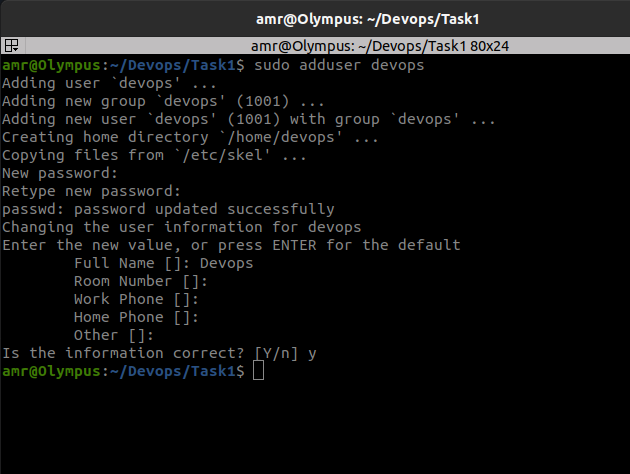 amr@Olympus: ~/Devops/Task1
amr@Olympus: ~/Devops/Task1 80x24
amr@Olympus:~/Devops/Task1$ sudo adduser devops
Adding user `devops' ...
Adding new group `devops' (1001) ...
Adding new user `devops' (1001) with group `devops' ...
Creating home directory `/home/devops' ...
Copying files from `/etc/skel' ...
New password:
Retype new password:
passwd: password updated successfully
Changing the user information for devops
Enter the new value, or press ENTER for the default
        Full Name []: Devops
        Room Number []:
        Work Phone []:
        Home Phone []:
        Other []:
Is the information correct? [Y/n] y
amr@Olympus:~/Devops/Task1$